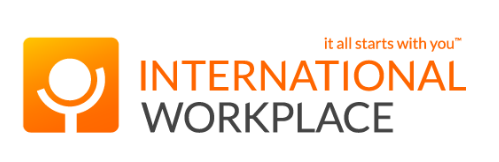 it all starts with you™
INTERNATIONAL
WORKPLACE